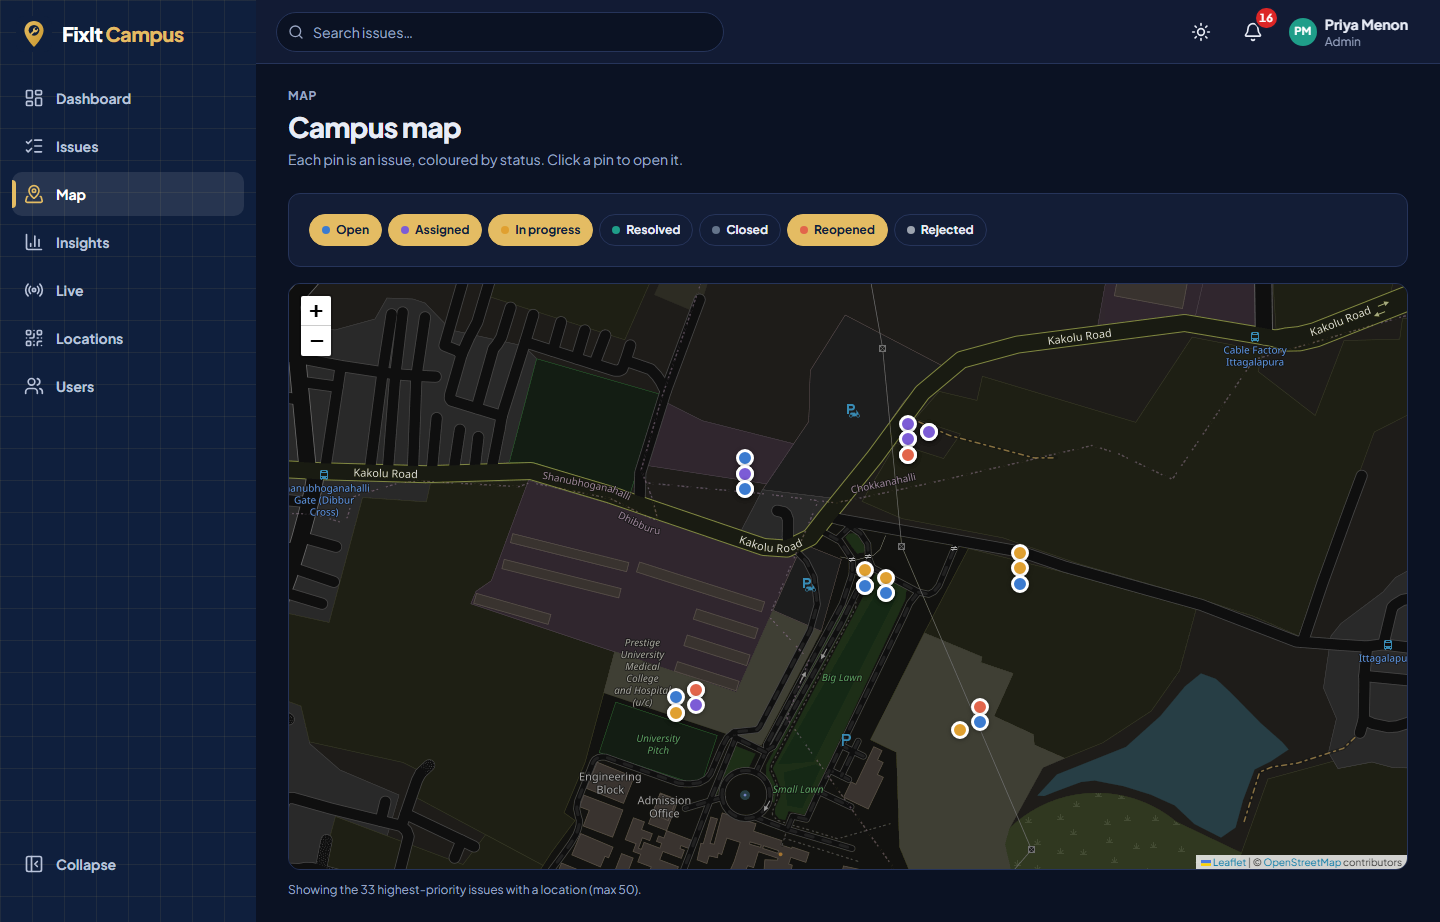 FixIt Campus
Search issues...
16
PM
Priya Menon
Admin
Dashboard
Issues
Map
Insights
Live
Locations
Users
Collapse
MAP
Campus map
Each pin is an issue, coloured by status. Click a pin to open it.
Open
Assigned
In progress
Resolved
Closed
Reopened
Rejected
+
−
Kakolu Road
Kakolu Road
Cable Factory
Ittagalapura
P
Kakolu Road
anubhoganahalli
Gate (Dibbur
Cross)
Shanubhoganahalli
Dhibburu
Chokkanahalli
Kakolu Road
P
Prestige
University
Medical
College
and Hospital
(u/c)
Big Lawn
Ittagalapu
University
Pitch
P
Engineering
Block
Admission
Office
Small Lawn
Leaflet | © OpenStreetMap contributors
Showing the 33 highest-priority issues with a location (max 50).